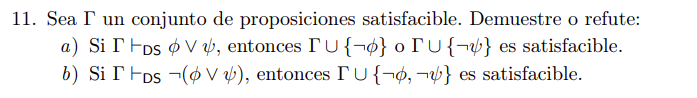 11. Sea Γ un conjunto de proposiciones satisfacible. Demuestre o refute:
a) Si Γ ⊢DS ϕ ∨ ψ, entonces Γ ∪ {¬ϕ} o Γ ∪ {¬ψ} es satisfacible.
b) Si Γ ⊢DS ¬(ϕ ∨ ψ), entonces Γ ∪ {¬ϕ, ¬ψ} es satisfacible.